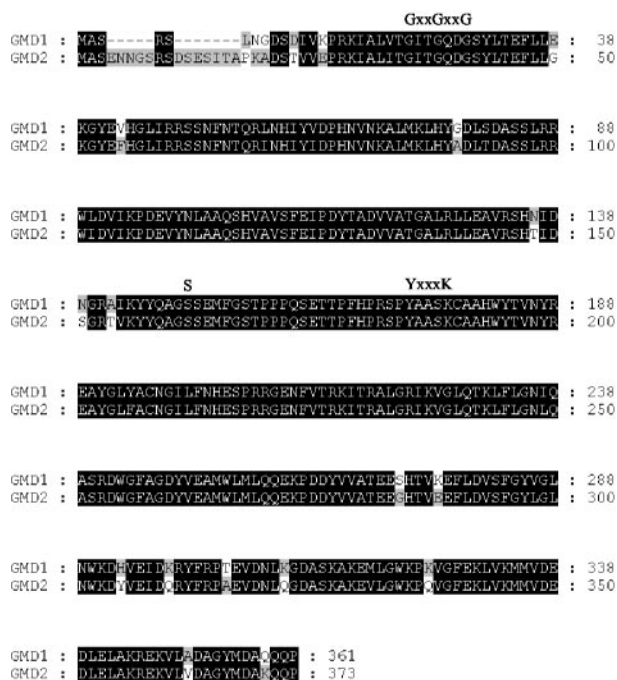 GxxGxxG
GMD1 : MAS-----RS-------LNGDSDIVKPRKIALVTGITGQDGSYLTEFLLE : 38
GMD2 : MASENNGSRSDSESITAPKADSTVVEPRKIALITGITGQDGSYLTEFLLG : 50
GMD1 : KGYEVHGLIRRSSNFNTQRLNHIYVDPHNVNKALMKLHYGDLSDASSLRR : 88
GMD2 : KGYEFHGLIRRSSNFNTQRINHIYIDPHNVNKALMKLHYADLTDASSLRR : 100
GMD1 : WLDVIKPDEVYNLAAQSHVAVSFEIPDYTADVVATGALRLLEAVRSHNID : 138
GMD2 : WIDVIKPDEVYNLAAQSHVAVSFEIPDYTADVVATGALRLLEAVRSHTID : 150
S YxxxK
GMD1 : NGRAIKYYQAGSSEMFGSTPPPQSETTPFHPRSPYAASKCAAHWYTVNYR : 188
GMD2 : SGRTVKYYQAGSSEMFGSTPPPQSETTPFHPRSPYAASKCAAHWYTVNYR : 200
GMD1 : EAYGLYACNGILFNHESPRRGENFVTRKITRALGRIKVGLQTKLFLGNIQ : 238
GMD2 : EAYGLFACNGILFNHESPRRGENFVTRKITRALGRIKVGLQTKLFLGNLQ : 250
GMD1 : ASRDWGFAGDYVEAMWLMLQQEKPDDYVVATEESHTVKEFLDVSFGYVGL : 288
GMD2 : ASRDWGFAGDYVEAMWLMLQQEKPDDYVVATEEGHTVEEFLDVSFGYLGL : 300
GMD1 : NWKDHVEIDKRYFRPTEVDNLKGDASKAKEMLGWKPKVGFEKLVKMMVDE : 338
GMD2 : NWKDYVEIDQRYFRPAEVDNLQGDASKAKEVLGWKPQVGFEKLVKMMVDE : 350
GMD1 : DLELAKREKVLADAGYMDAQQQP : 361
GMD2 : DLELAKREKVLVDAGYMDAKQQP : 373